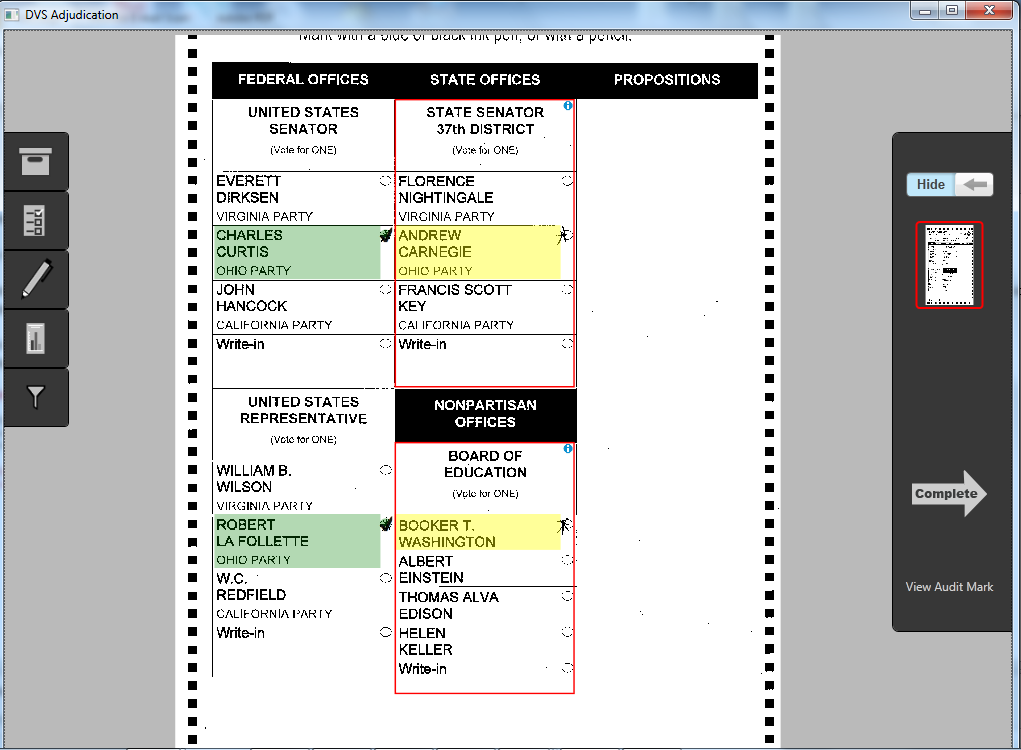 DVS Adjudication
Mark with a blue or black ink pen, or with a pencil.
FEDERAL OFFICES
STATE OFFICES
PROPOSITIONS
UNITED STATES
SENATOR
(Vote for ONE)
EVERETT
DIRKSEN
VIRGINIA PARTY
CHARLES
CURTIS
OHIO PARTY
JOHN
HANCOCK
CALIFORNIA PARTY
Write-in
UNITED STATES
REPRESENTATIVE
(Vote for ONE)
WILLIAM B.
WILSON
VIRGINIA PARTY
ROBERT
LA FOLLETTE
OHIO PARTY
W.C.
REDFIELD
CALIFORNIA PARTY
Write-in
STATE SENATOR
37th DISTRICT
(Vote for ONE)
FLORENCE
NIGHTINGALE
VIRGINIA PARTY
ANDREW
CARNEGIE
OHIO PARTY
FRANCIS SCOTT
KEY
CALIFORNIA PARTY
Write-in
NONPARTISAN
OFFICES
BOARD OF
EDUCATION
(Vote for ONE)
BOOKER T.
WASHINGTON
ALBERT
EINSTEIN
THOMAS ALVA
EDISON
HELEN
KELLER
Write-in
Hide
Complete
View Audit Mark